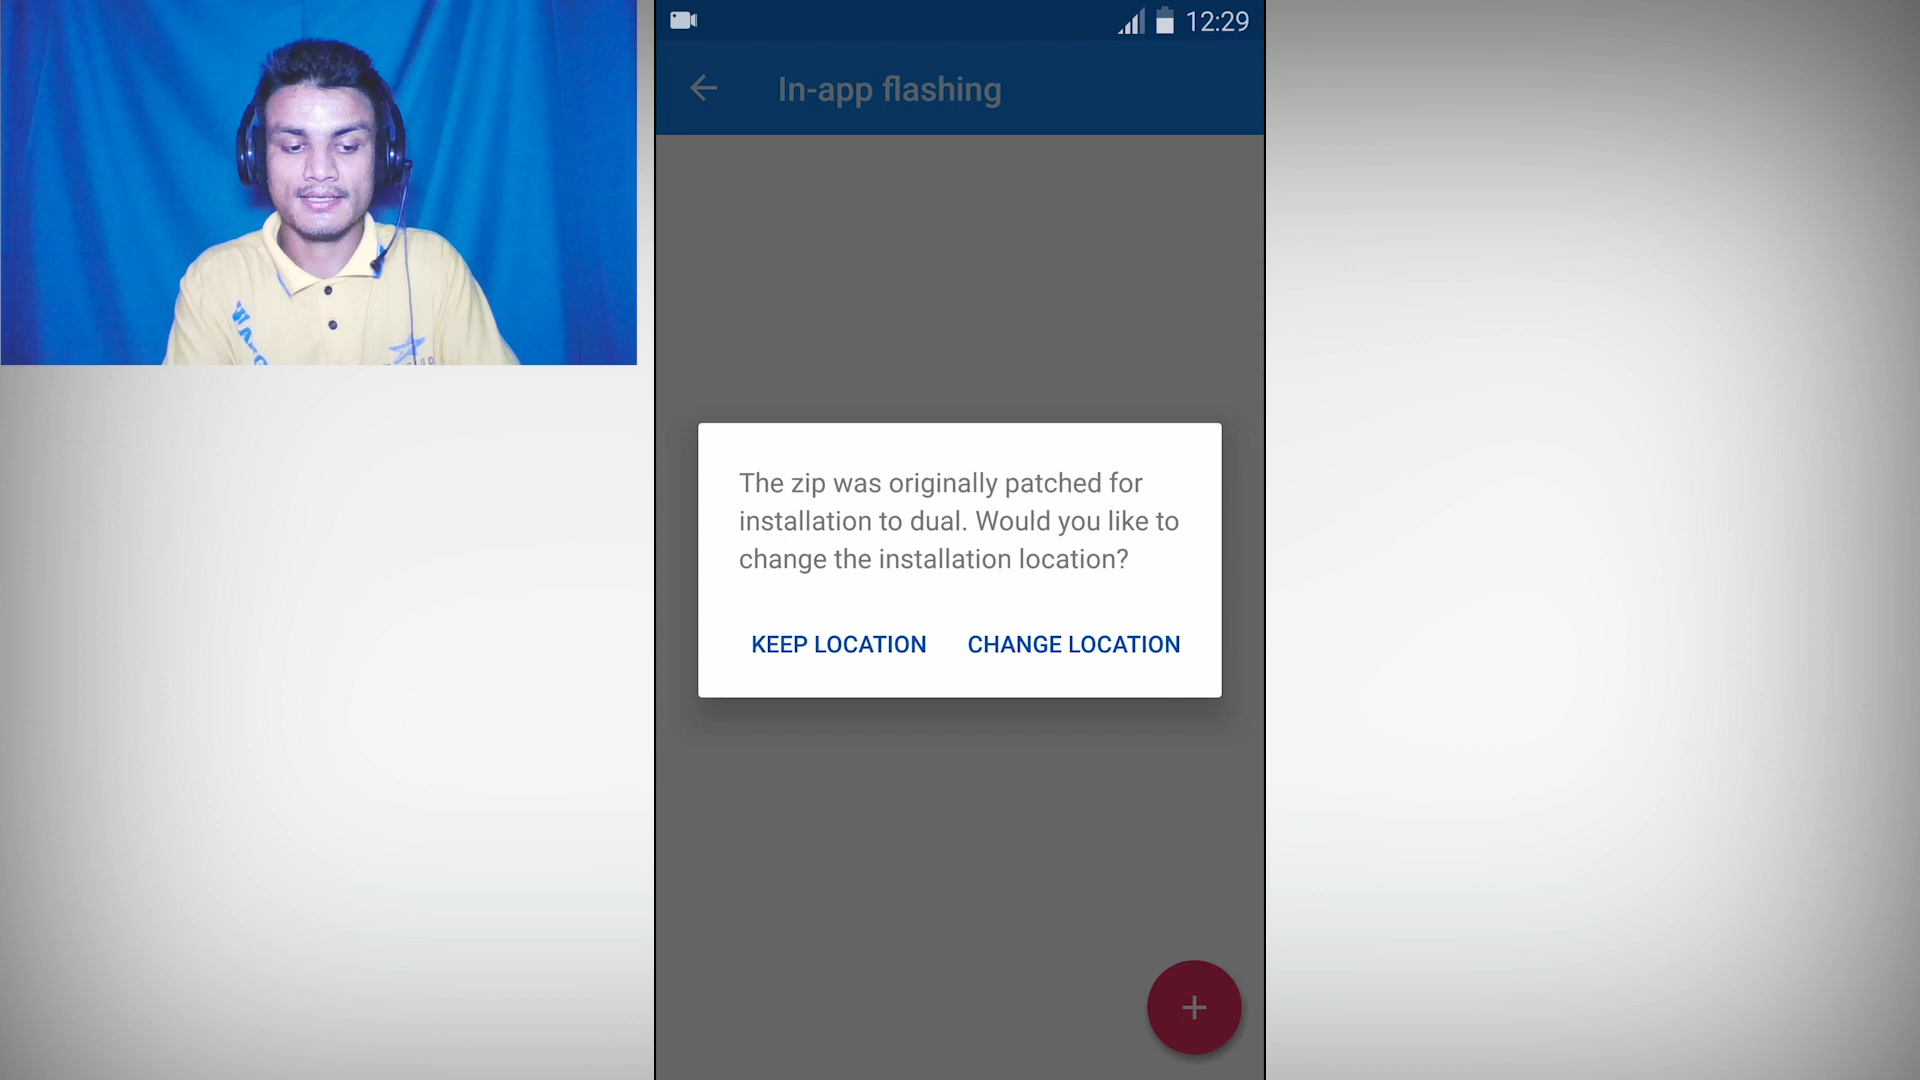 12:29
In-app flashing
The zip was originally patched for
installation to dual. Would you like to
change the installation location?
KEEP LOCATION CHANGE LOCATION